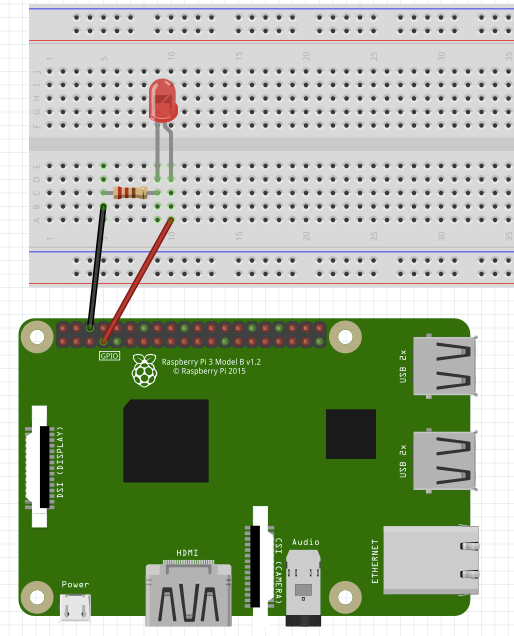 1 5 10 15 20 25 30 35
J
I
H
G
F
E
D
C
B
A
1 10 15 20 25 30 35
GPIO
Raspberry Pi 3 Model B v1.2
© Raspberry Pi 2015
USB 2x
DSI (DISPLAY)
USB 2x
HDMI
CSI (CAMERA)
Audio
ETHERNET
Power